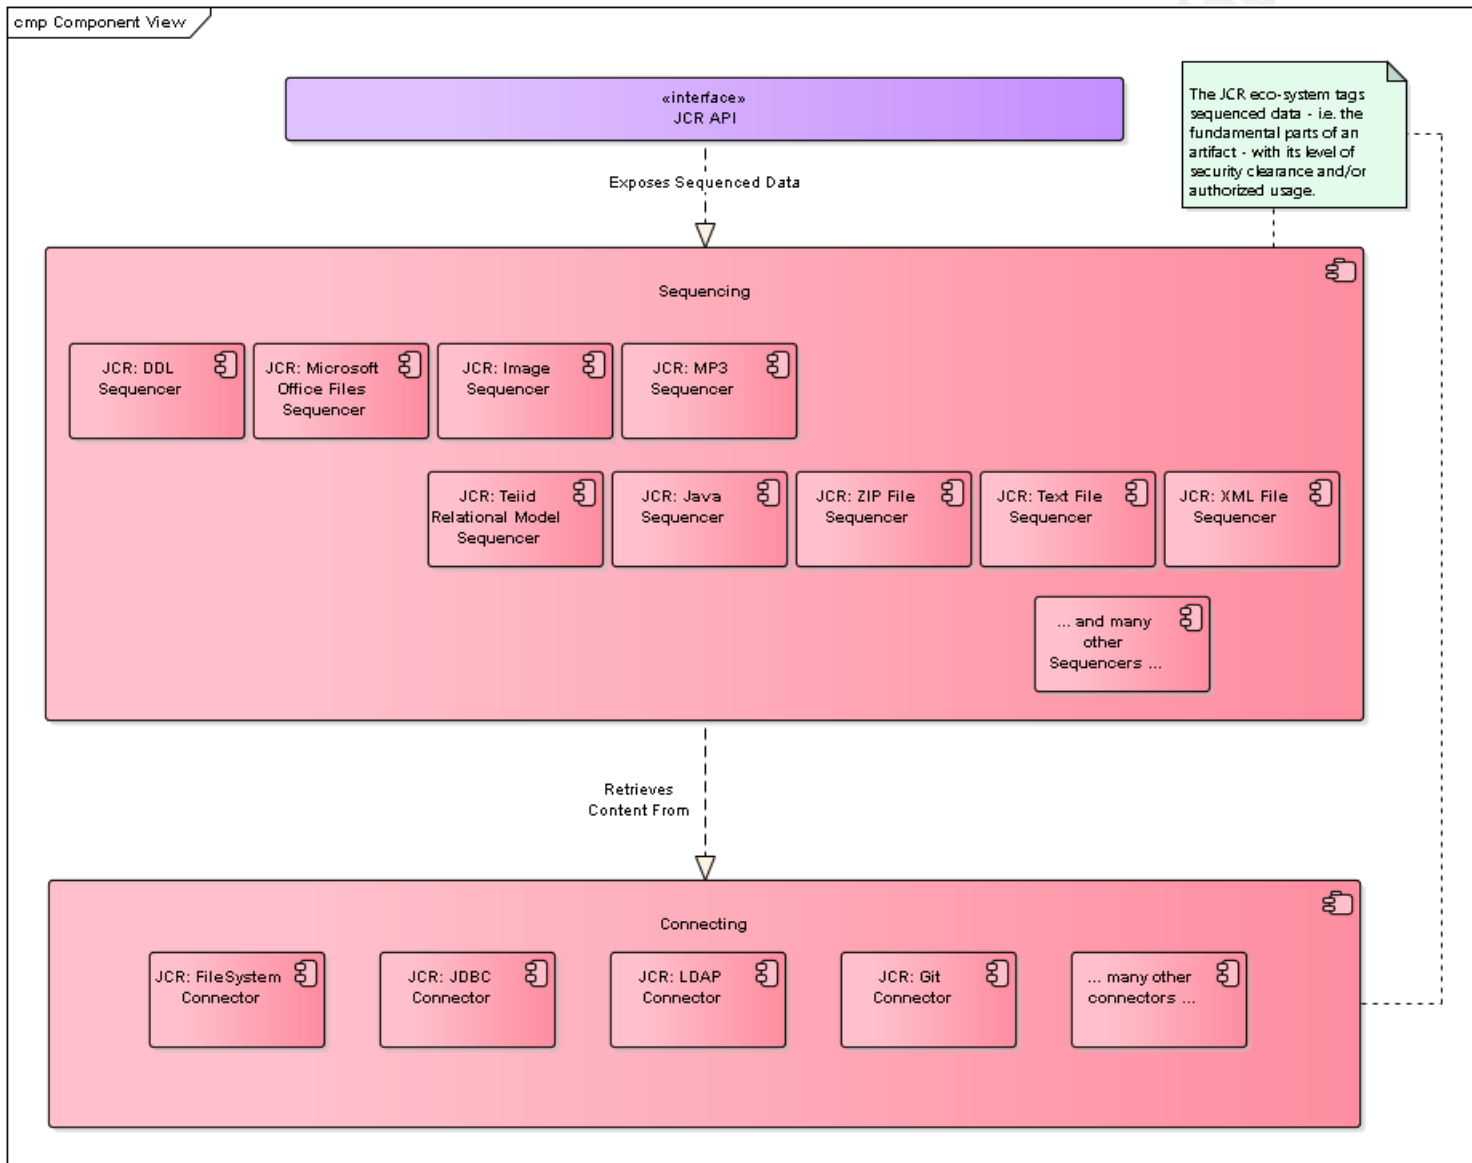 cmp Component View
«interface»
JCR API
The JCR eco-system tags
sequenced data - i.e. the
fundamental parts of an
artifact - with its level of
security clearance and/or
authorized usage.
Exposes Sequenced Data
Sequencing
JCR: DDL
Sequencer
JCR: Microsoft
Office Files
Sequencer
JCR: Image
Sequencer
JCR: MP3
Sequencer
JCR: Teiid
Relational Model
Sequencer
JCR: Java
Sequencer
JCR: ZIP File
Sequencer
JCR: Text File
Sequencer
JCR: XML File
Sequencer
... and many
other
Sequencers ...
Retrieves
Content From
Connecting
JCR: FileSystem
Connector
JCR: JDBC
Connector
JCR: LDAP
Connector
JCR: Git
Connector
... many other
connectors ...